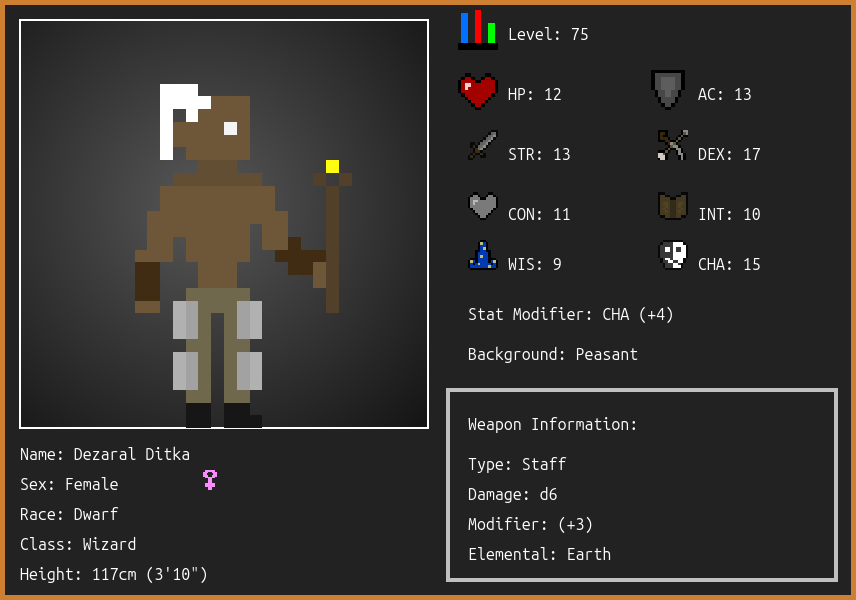 Level: 75
HP: 12
AC: 13
STR: 13
DEX: 17
CON: 11
INT: 10
WIS: 9
CHA: 15
Stat Modifier: CHA (+4)
Background: Peasant
Weapon Information:
Type: Staff
Damage: d6
Modifier: (+3)
Elemental: Earth
Name: Dezaral Ditka
Sex: Female
Race: Dwarf
Class: Wizard
Height: 117cm (3'10")